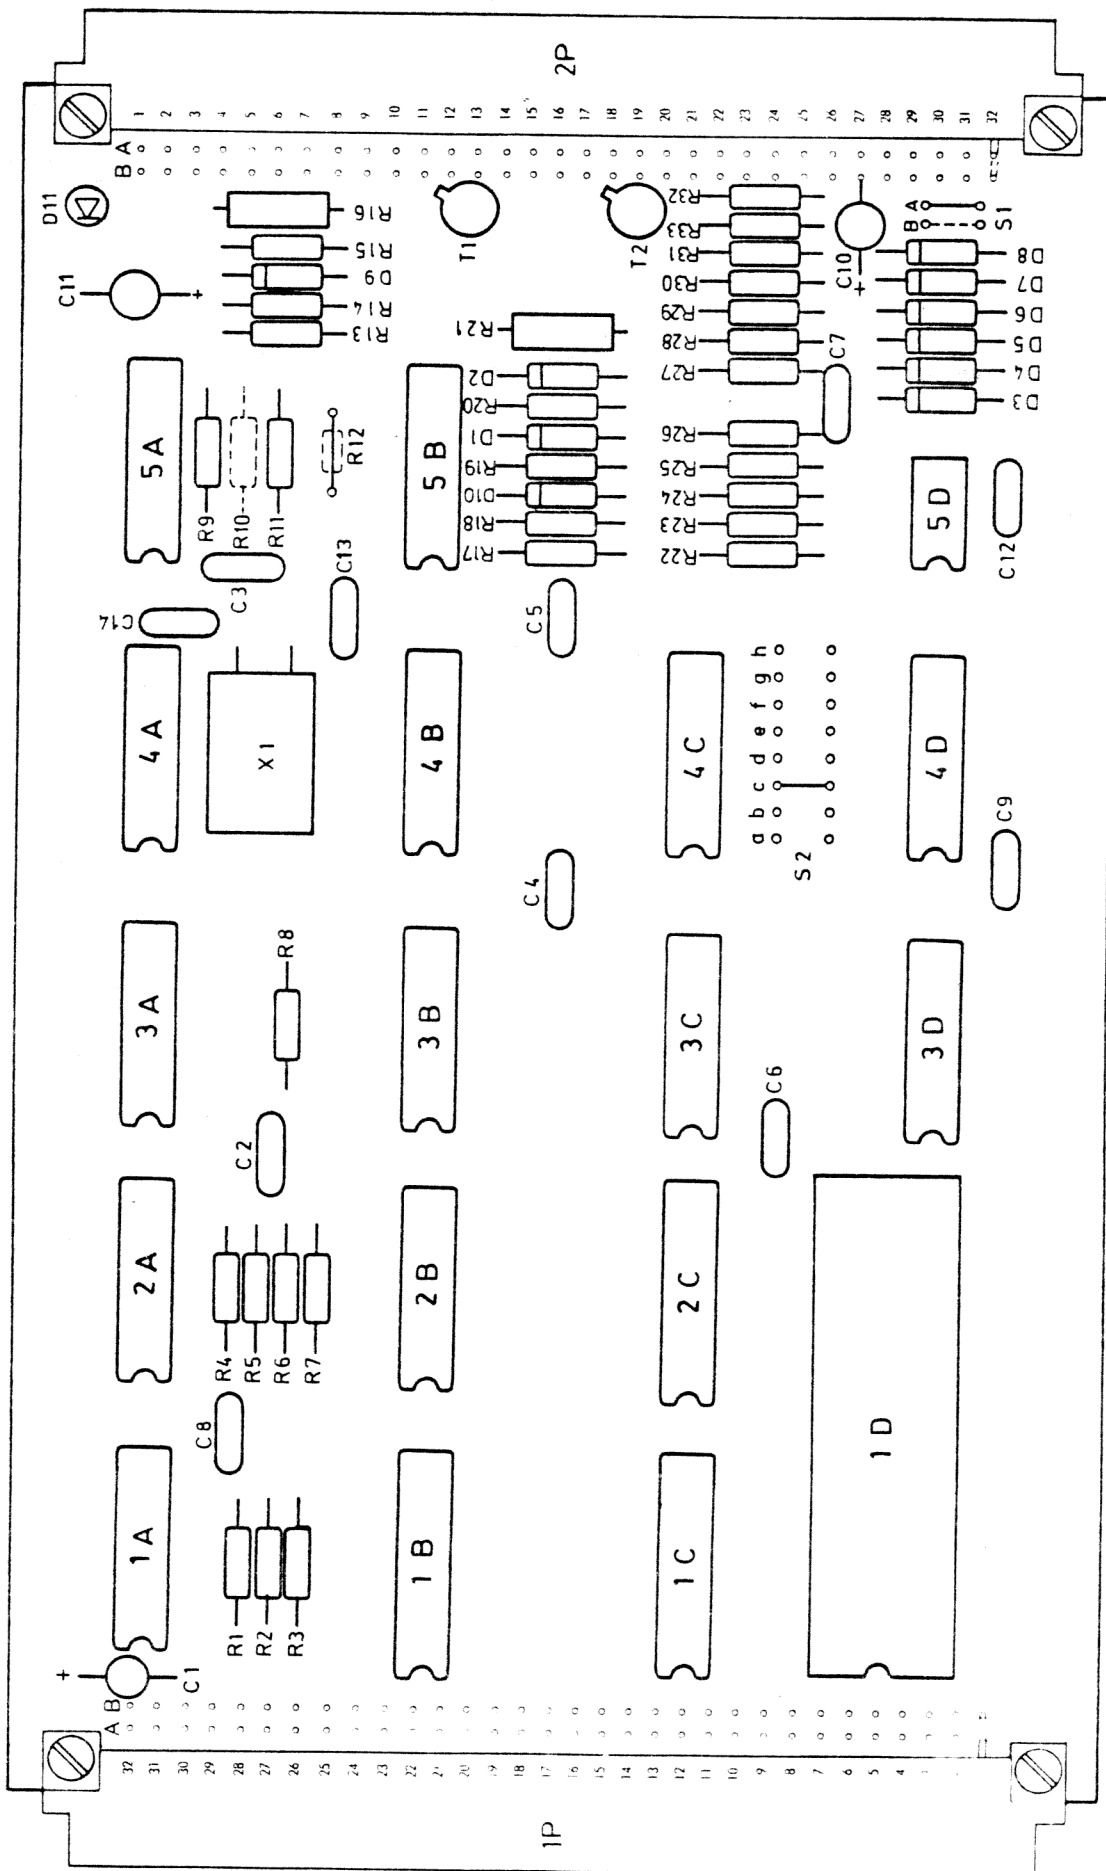 2P
1
2
3
4
5
6
7
8
9
10
11
12
13
14
15
16
17
18
19
20
21
22
23
24
25
26
27
28
29
30
31
32
B A
D11
C11
+
R16
R15
D9
R14
R13
T1
T2
R21
D2
R20
D1
R19
D10
R18
R17
R32
R33
R31
R30
R29
R28
R27
R26
R25
R24
R23
R22
C10
+
C7
B A
S1
D8
D7
D6
D5
D4
D3
5A
R9
R10
R11
R12
5B
5D
C12
C3
C13
C14
C5
4A
X1
4B
4C
a b c d e f g h
S2
4D
C9
C4
3A
R8
3B
3C
3D
C6
C2
2A
R4
R5
R6
R7
2B
2C
C8
1A
R1
R2
R3
1B
1C
1D
+
C1
A B
32
31
30
29
28
27
26
25
24
23
22
21
20
19
18
17
16
15
14
13
12
11
10
9
8
7
6
5
4
1P